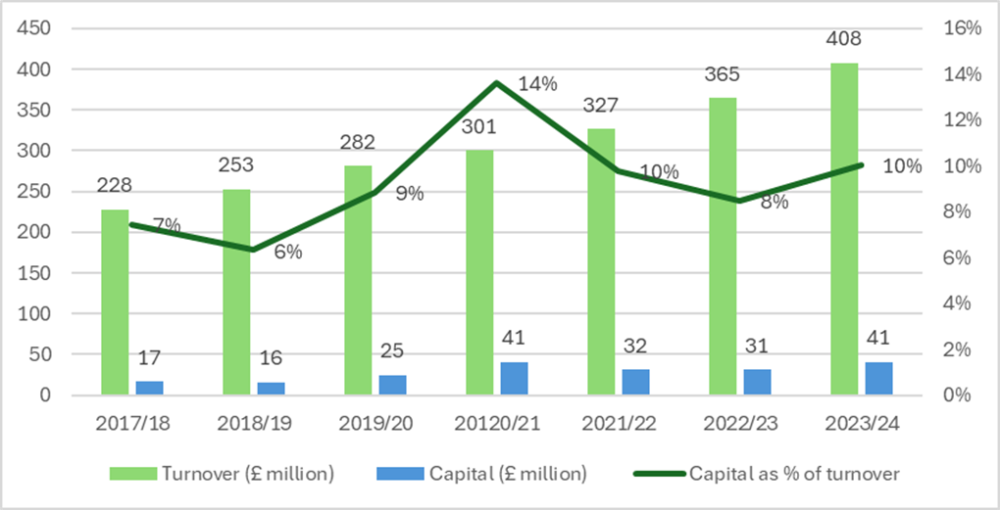 450 16%
400 408 14%
350 365 14% 12%
300 327 10%
250 301 10% 10%
200 282 9% 8% 8%
150 253 6%
100 228 7% 6% 4%
50 17 16 25 41 32 31 41 2%
0 0%
2017/18 2018/19 2019/20 20120/21 2021/22 2022/23 2023/24
Turnover (£ million) Capital (£ million) Capital as % of turnover